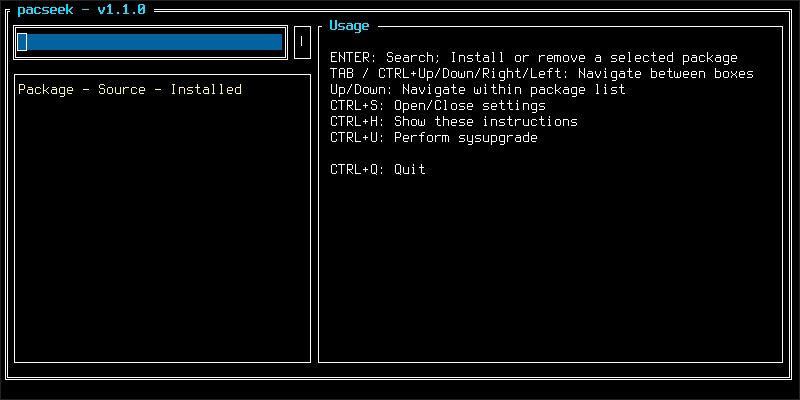 pacseek - v1.1.0
Usage
ENTER: Search; Install or remove a selected package
TAB / CTRL+Up/Down/Right/Left: Navigate between boxes
Up/Down: Navigate within package list
CTRL+S: Open/Close settings
CTRL+H: Show these instructions
CTRL+U: Perform sysupgrade
CTRL+Q: Quit
Package - Source - Installed